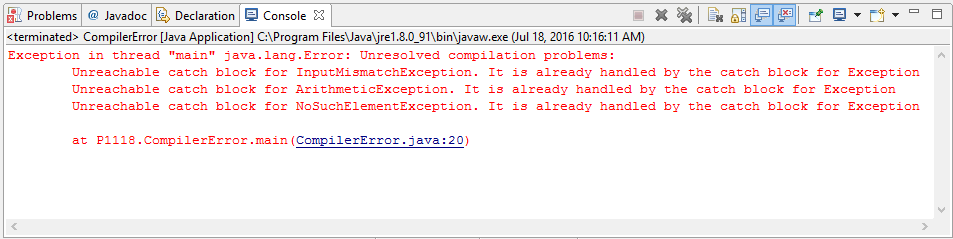 Problems @ Javadoc Declaration Console
<terminated> CompilerError [Java Application] C:\Program Files\Java\jre1.8.0_91\bin\javaw.exe (Jul 18, 2016 10:16:11 AM)
Exception in thread "main" java.lang.Error: Unresolved compilation problems:
Unreachable catch block for InputMismatchException. It is already handled by the catch block for Exception
Unreachable catch block for ArithmeticException. It is already handled by the catch block for Exception
Unreachable catch block for NoSuchElementException. It is already handled by the catch block for Exception
at P1118.CompilerError.main(CompilerError.java:20)